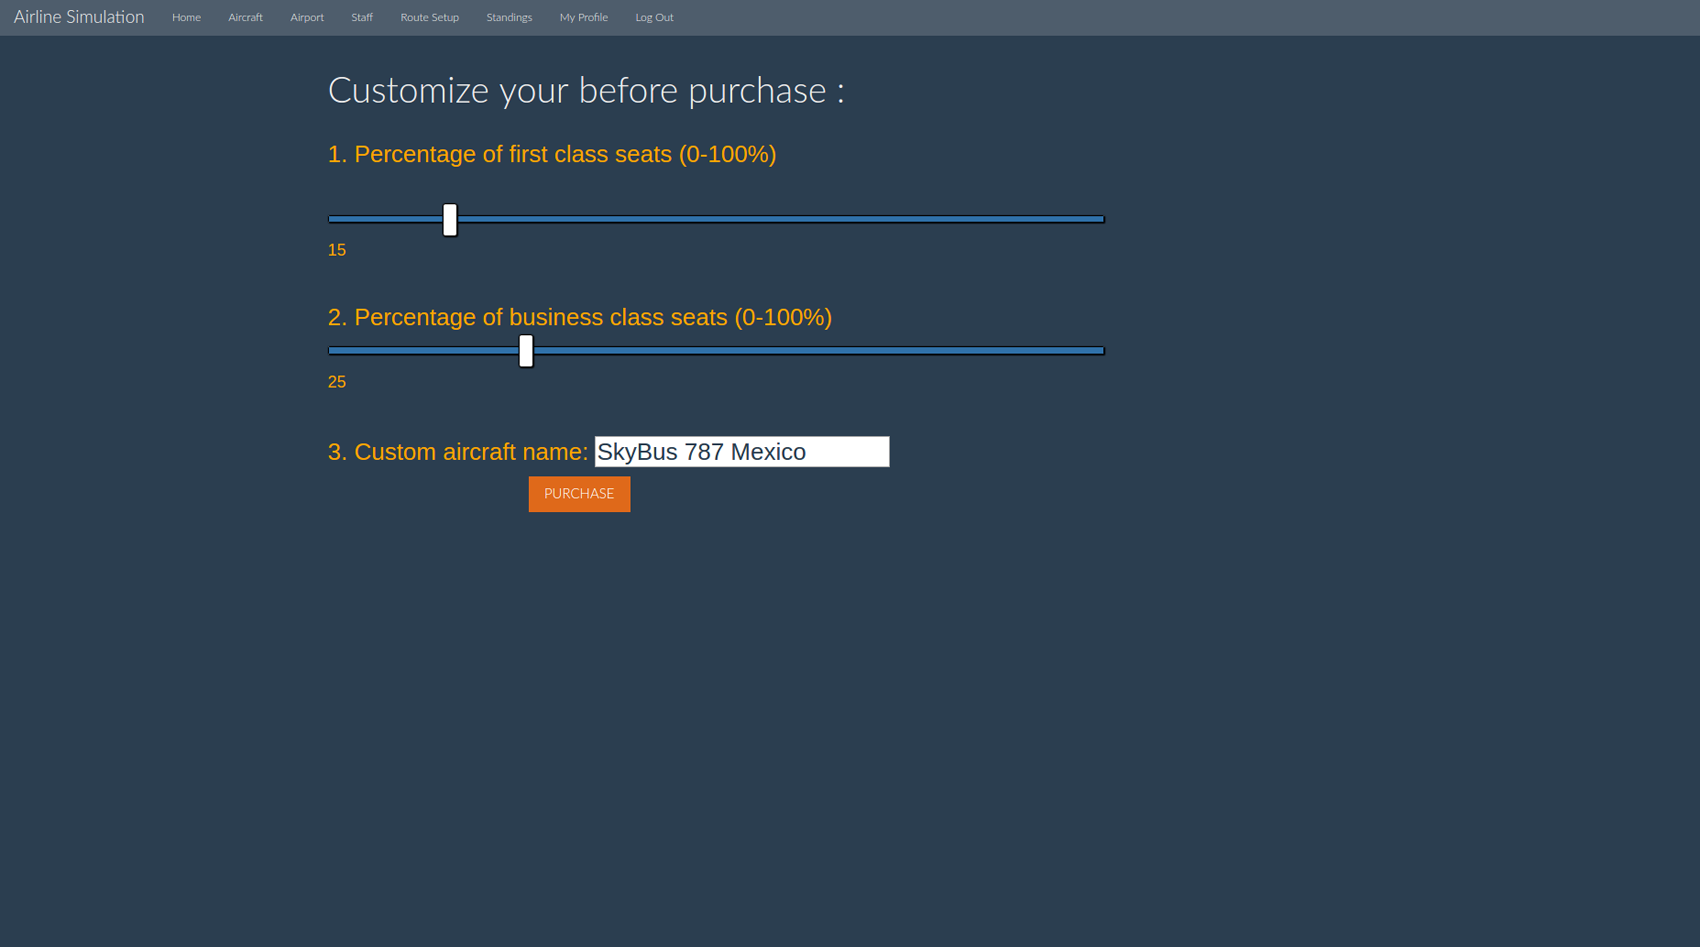 Airline Simulation Home Aircraft Airport Staff Route Setup Standings My Profile Log Out
Customize your before purchase :
1. Percentage of first class seats (0-100%)
15
2. Percentage of business class seats (0-100%)
25
3. Custom aircraft name: SkyBus 787 Mexico
PURCHASE